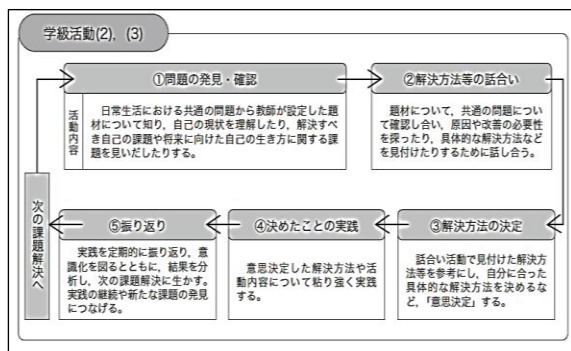 学級活動(2), (3)
①問題の発見・確認
活動内容
日常生活における共通の問題から教師が設定した題
材について知り，自己の現状を理解したり，解決すべ
き自己の課題や将来に向けた自己の生き方に関する課
題を見いだしたりする。
②解決方法等の話合い
題材について，共通の問題につい
て確認し合い，原因や改善の必要性
を探ったり，具体的な解決方法など
を見付けたりするために話し合う。
③解決方法の決定
話合い活動で見付けた解決方
法等を参考にし，自分に合った
具体的な解決方法を決めるな
ど，「意思決定」する。
④決めたことの実践
意思決定した解決方法や活
動内容について粘り強く実践
する。
⑤振り返り
実践を定期的に振り返り，意
識化を図るとともに，結果を分
析し，次の課題解決に生かす。
実践の継続や新たな課題の発見
につなげる。
次の課題解決へ